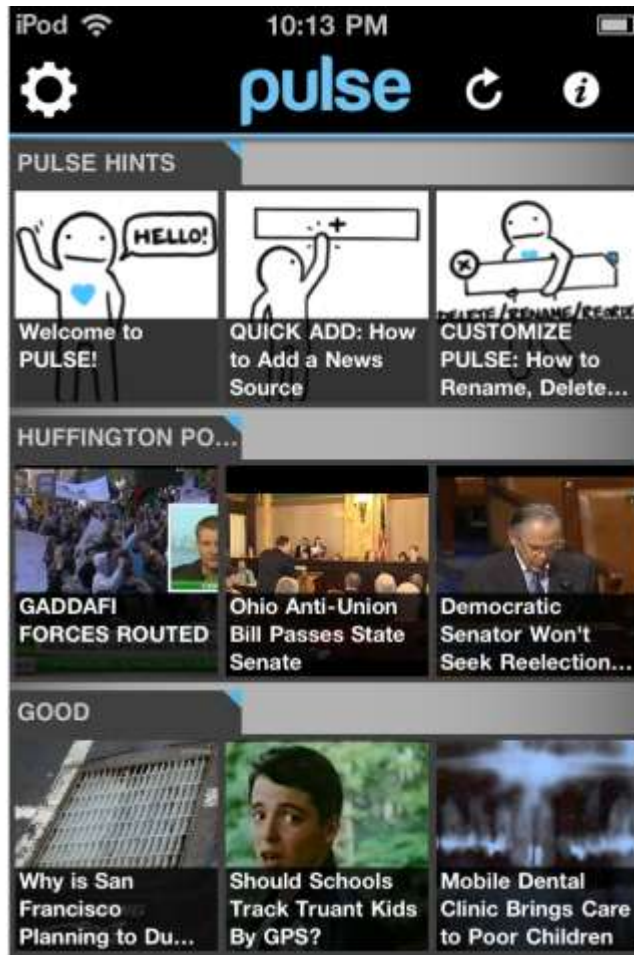 iPod 10:13 PM
pulse
PULSE HINTS
HELLO!
DELETE/RENAME/REORDE
Welcome to
PULSE!
QUICK ADD: How
to Add a News
Source
CUSTOMIZE
PULSE: How to
Rename, Delete...
HUFFINGTON PO...
GADDAFI
FORCES ROUTED
Ohio Anti-Union
Bill Passes State
Senate
Democratic
Senator Won't
Seek Reelection...
GOOD
Why is San
Francisco
Planning to Du...
Should Schools
Track Truant Kids
By GPS?
Mobile Dental
Clinic Brings Care
to Poor Children